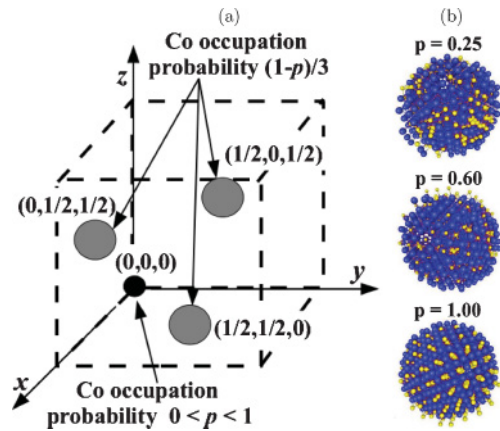 (a)
(b)
z
Co occupation
probability (1-p)/3
(1/2,0,1/2)
(0,1/2,1/2)
(0,0,0)
y
(1/2,1/2,0)
x
Co occupation
probability 0 < p < 1
p = 0.25
p = 0.60
p = 1.00